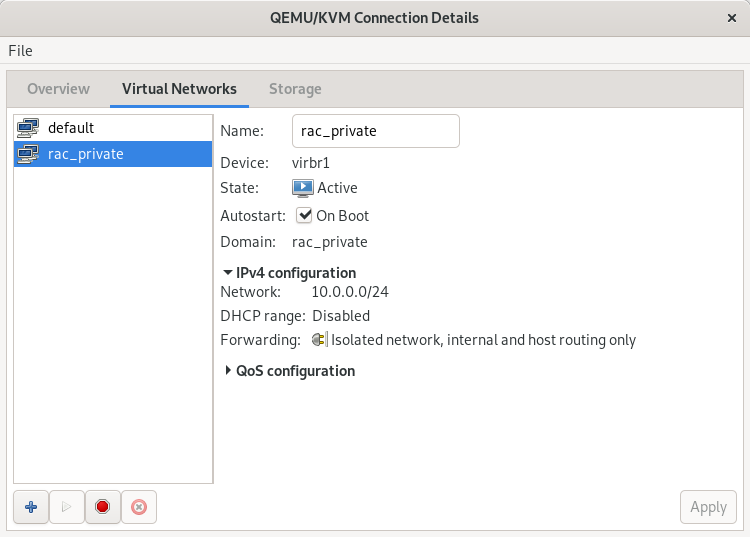 QEMU/KVM Connection Details
File
Overview Virtual Networks Storage
default
rac_private
Name: rac_private
Device: virbr1
State: Active
Autostart: On Boot
Domain: rac_private
IPv4 configuration
Network: 10.0.0.0/24
DHCP range: Disabled
Forwarding: Isolated network, internal and host routing only
QoS configuration
Apply